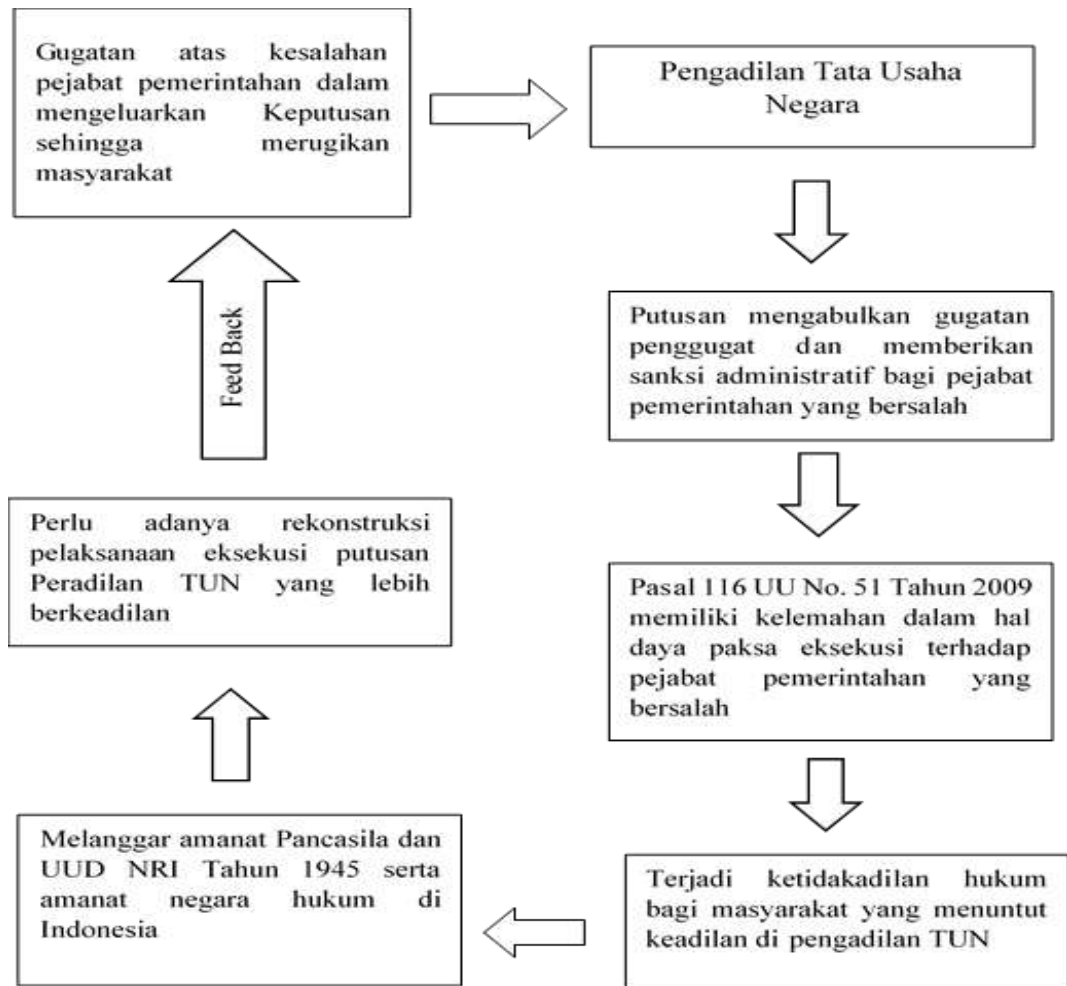 Gugatan atas kesalahan
pejabat pemerintahan dalam
mengeluarkan Keputusan
sehingga merugikan
masyarakat
Pengadilan Tata Usaha
Negara
Putusan mengabulkan gugatan
penggugat dan memberikan
sanksi administratif bagi pejabat
pemerintahan yang bersalah
Pasal 116 UU No. 51 Tahun 2009
memiliki kelemahan dalam hal
daya paksa eksekusi terhadap
pejabat pemerintahan yang
bersalah
Terjadi ketidakadilan hukum
bagi masyarakat yang menuntut
keadilan di pengadilan TUN
Melanggar amanat Pancasila dan
UUD NRI Tahun 1945 serta
amanat negara hukum di
Indonesia
Perlu adanya rekonstruksi
pelaksanaan eksekusi putusan
Peradilan TUN yang lebih
berkeadilan
Feed Back